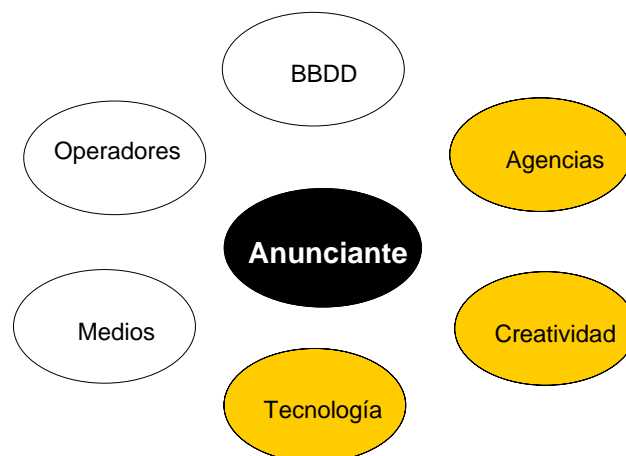 BBDD
Operadores
Agencias
Anunciante
Medios
Creatividad
Tecnología